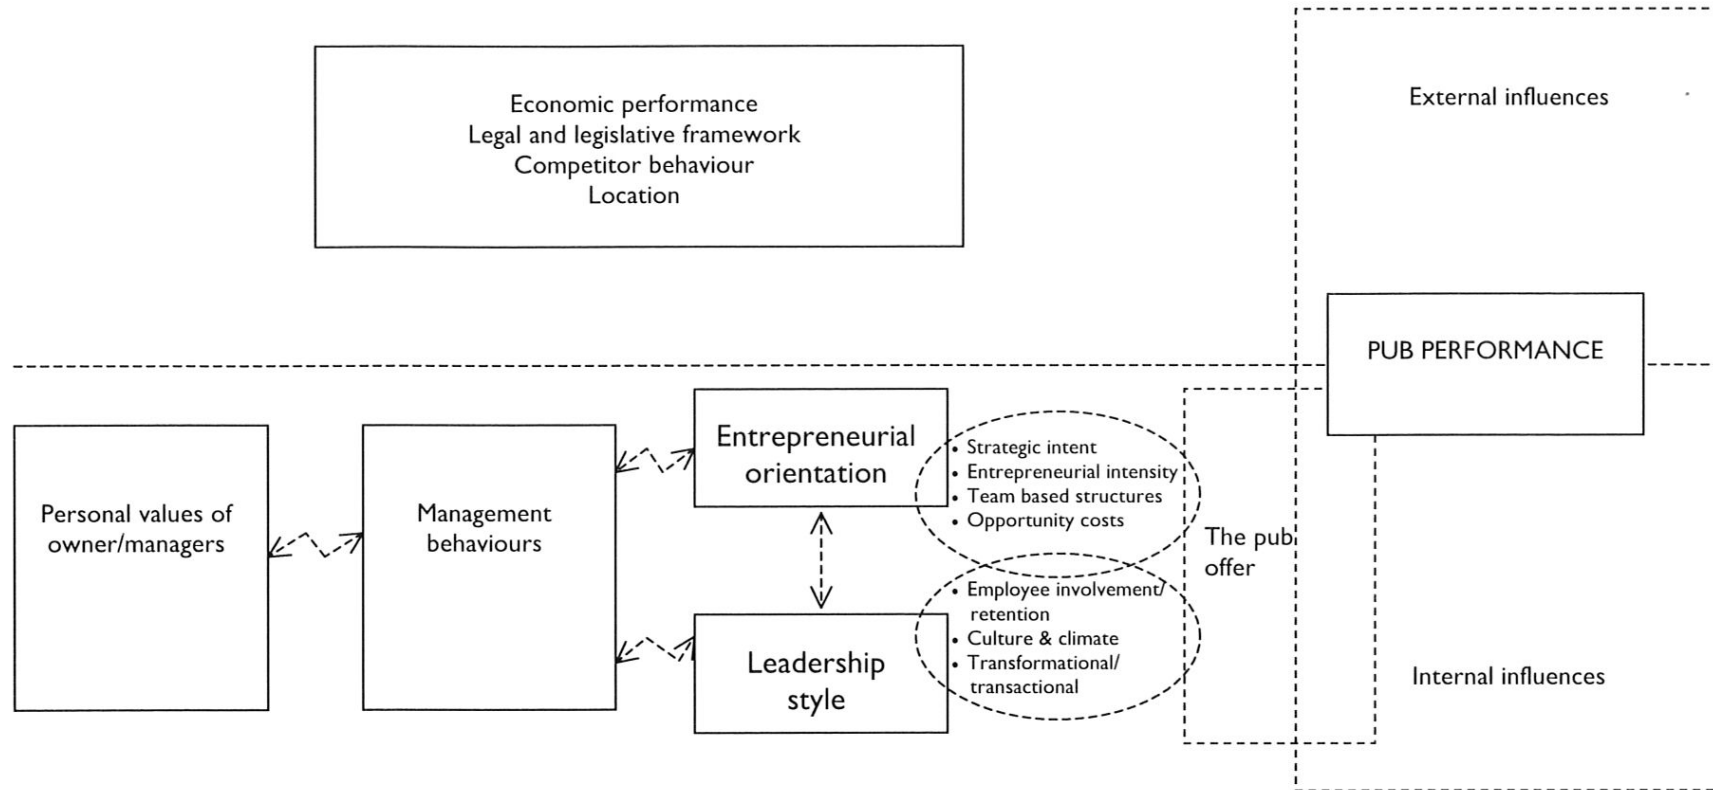 Economic performance
Legal and legislative framework
Competitor behaviour
Location
External influences
PUB PERFORMANCE
Personal values of
owner/managers
Management
behaviours
Entrepreneurial
orientation
• Strategic intent
• Entrepreneurial intensity
• Team based structures
• Opportunity costs
Leadership
style
• Employee involvement/
retention
• Culture & climate
• Transformational/
transactional
The pub
offer
Internal influences